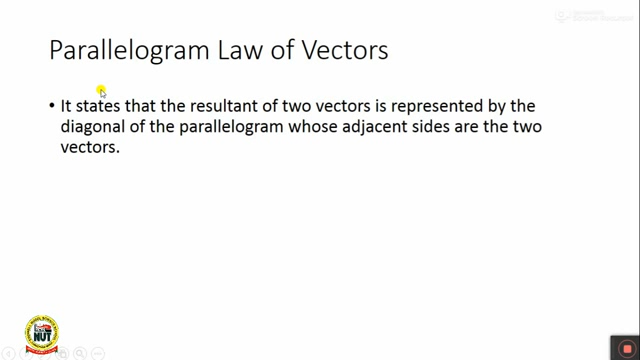 Parallelogram Law of Vectors
• It states that the resultant of two vectors is represented by the
diagonal of the parallelogram whose adjacent sides are the two
vectors.
NUT